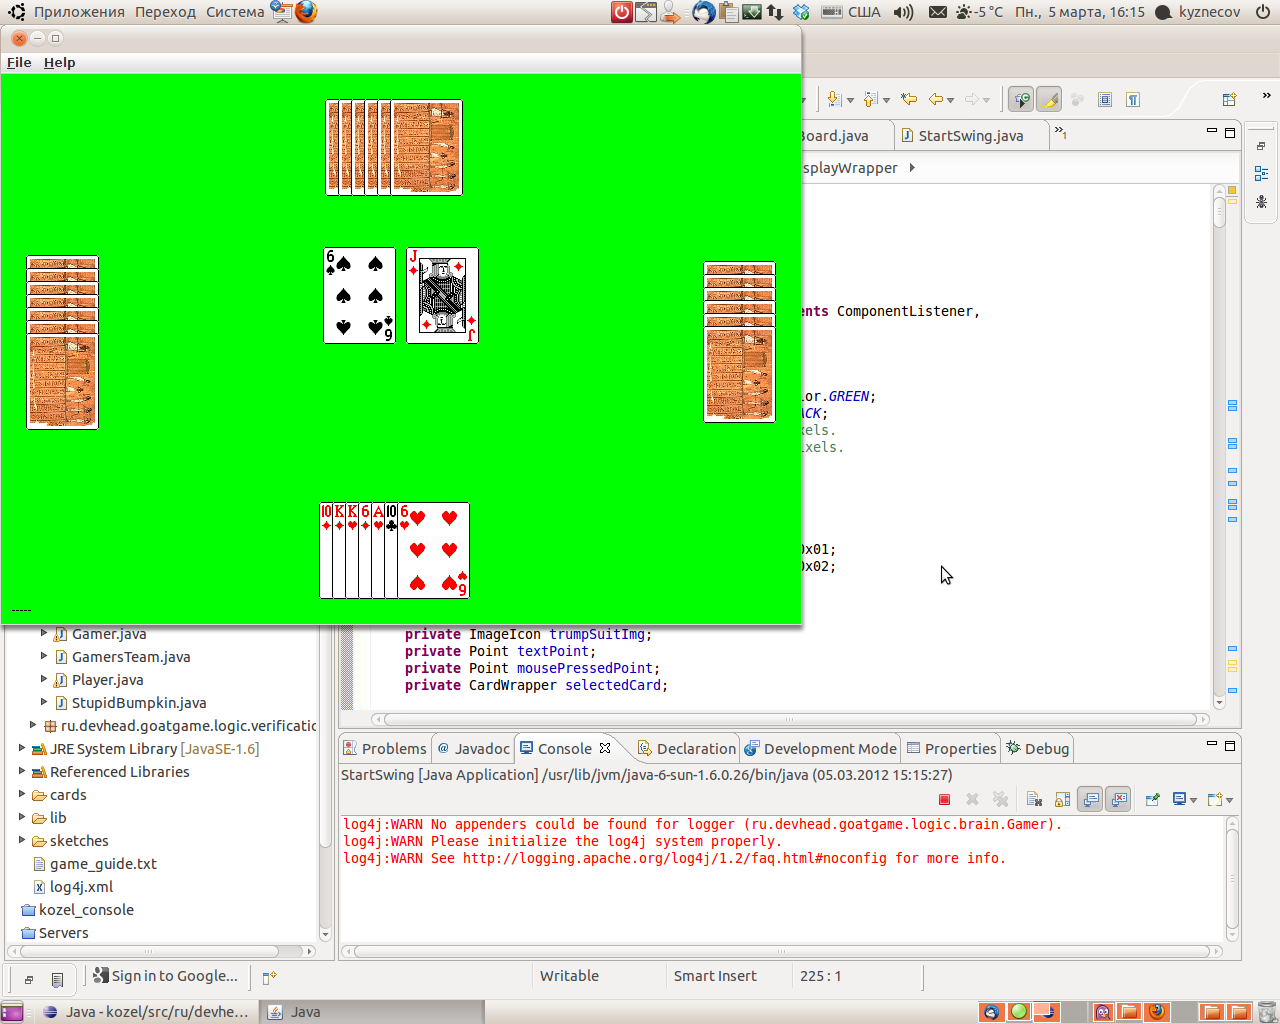 Приложения Переход Система США -5 °C Пн., 5 марта, 16:15 kyznecov
File Help
Board.java StartSwing.java »1
splayWrapper
6
J
J
6
ents ComponentListener,
lor.GREEN;
ACK;
xels.
ixels.
0x01;
0x02;
10 K K 6 A 10 6
6
-----
private ImageIcon trumpSuitImg;
private Point textPoint;
private Point mousePressedPoint;
private CardWrapper selectedCard;
Gamer.java
GamersTeam.java
Player.java
StupidBumpkin.java
ru.devhead.goatgame.logic.verificatio
JRE System Library [JavaSE-1.6]
Referenced Libraries
cards
lib
sketches
game_guide.txt
log4j.xml
kozel_console
Servers
Problems Javadoc Console Declaration Development Mode Properties Debug
StartSwing [Java Application] /usr/lib/jvm/java-6-sun-1.6.0.26/bin/java (05.03.2012 15:15:27)
log4j:WARN No appenders could be found for logger (ru.devhead.goatgame.logic.brain.Gamer).
log4j:WARN Please initialize the log4j system properly.
log4j:WARN See http://logging.apache.org/log4j/1.2/faq.html#noconfig for more info.
Sign in to Google... Writable Smart Insert 225 : 1
Java - kozel/src/ru/devhe... Java